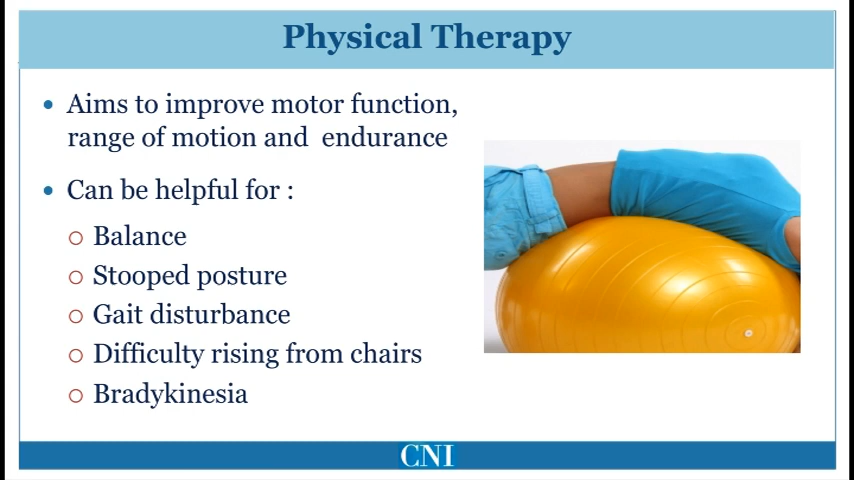 Physical Therapy
• Aims to improve motor function,
range of motion and  endurance
• Can be helpful for :
○ Balance
○ Stooped posture
○ Gait disturbance
○ Difficulty rising from chairs
○ Bradykinesia
CNI